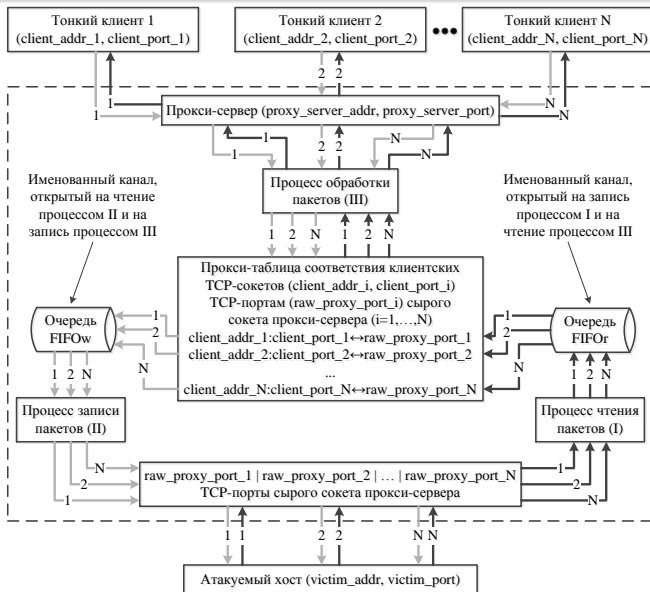 Тонкий клиент 1
(client_addr_1, client_port_1)
Тонкий клиент 2
(client_addr_2, client_port_2)
Тонкий клиент N
(client_addr_N, client_port_N)
1
1
2
2
N
N
Прокси-сервер (proxy_server_addr, proxy_server_port)
1
1
2
2
N
N
Процесс обработки
пакетов (III)
Именованный канал,
открытый на чтение
процессом II и на
запись процессом III
Именованный канал,
открытый на запись
процессом I и на
чтение процессом III
1
2
N
1
2
N
Прокси-таблица соответствия клиентских
TCP-сокетов (client_addr_i, client_port_i)
TCP-портам (raw_proxy_port_i) сырого
сокета прокси-сервера (i=1,…,N)
client_addr_1:client_port_1↔raw_proxy_port_1
client_addr_2:client_port_2↔raw_proxy_port_2
...
client_addr_N:client_port_N↔raw_proxy_port_N
Очередь
FIFOw
1
2
N
Очередь
FIFOr
1
2
N
1
2
N
1
2
N
Процесс записи
пакетов (II)
Процесс чтения
пакетов (I)
N
2
1
1
2
N
raw_proxy_port_1 | raw_proxy_port_2 | … | raw_proxy_port_N
TCP-порты сырого сокета прокси-сервера
1
1
2
2
N
N
Атакуемый хост (victim_addr, victim_port)